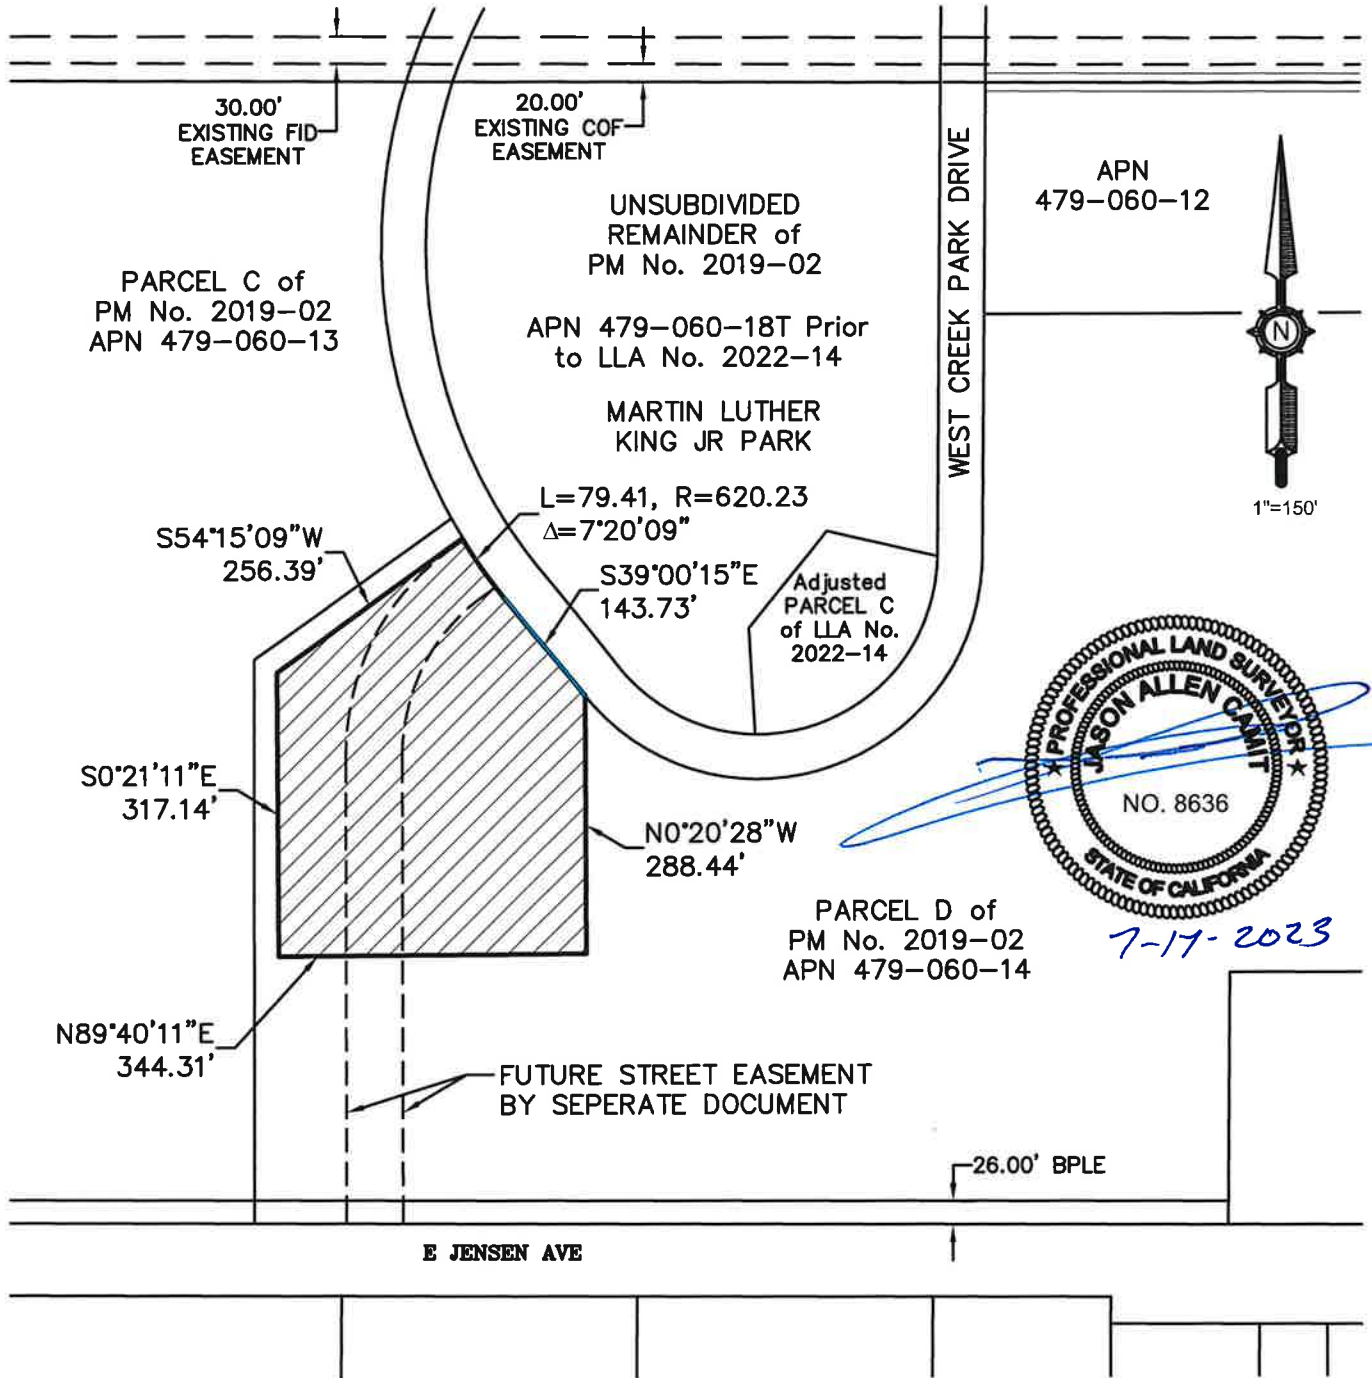 30.00'
EXISTING FID
EASEMENT
20.00'
EXISTING COF
EASEMENT
UNSUBDIVIDED
REMAINDER of
PM No. 2019-02
APN 479-060-18T Prior
to LLA No. 2022-14
MARTIN LUTHER
KING JR PARK
WEST CREEK PARK DRIVE
APN
479-060-12
N
1"=150'
PARCEL C of
PM No. 2019-02
APN 479-060-13
L=79.41, R=620.23
Δ=7°20'09"
S54°15'09"W
256.39'
S39°00'15"E
143.73'
Adjusted
PARCEL C
of LLA No.
2022-14
PROFESSIONAL LAND SURVEYOR
JASON ALLEN CAMIT
NO. 8636
STATE OF CALIFORNIA
7-17-2023
S0°21'11"E
317.14'
N0°20'28"W
288.44'
PARCEL D of
PM No. 2019-02
APN 479-060-14
N89°40'11"E
344.31'
FUTURE STREET EASEMENT
BY SEPERATE DOCUMENT
26.00' BPLE
E JENSEN AVE